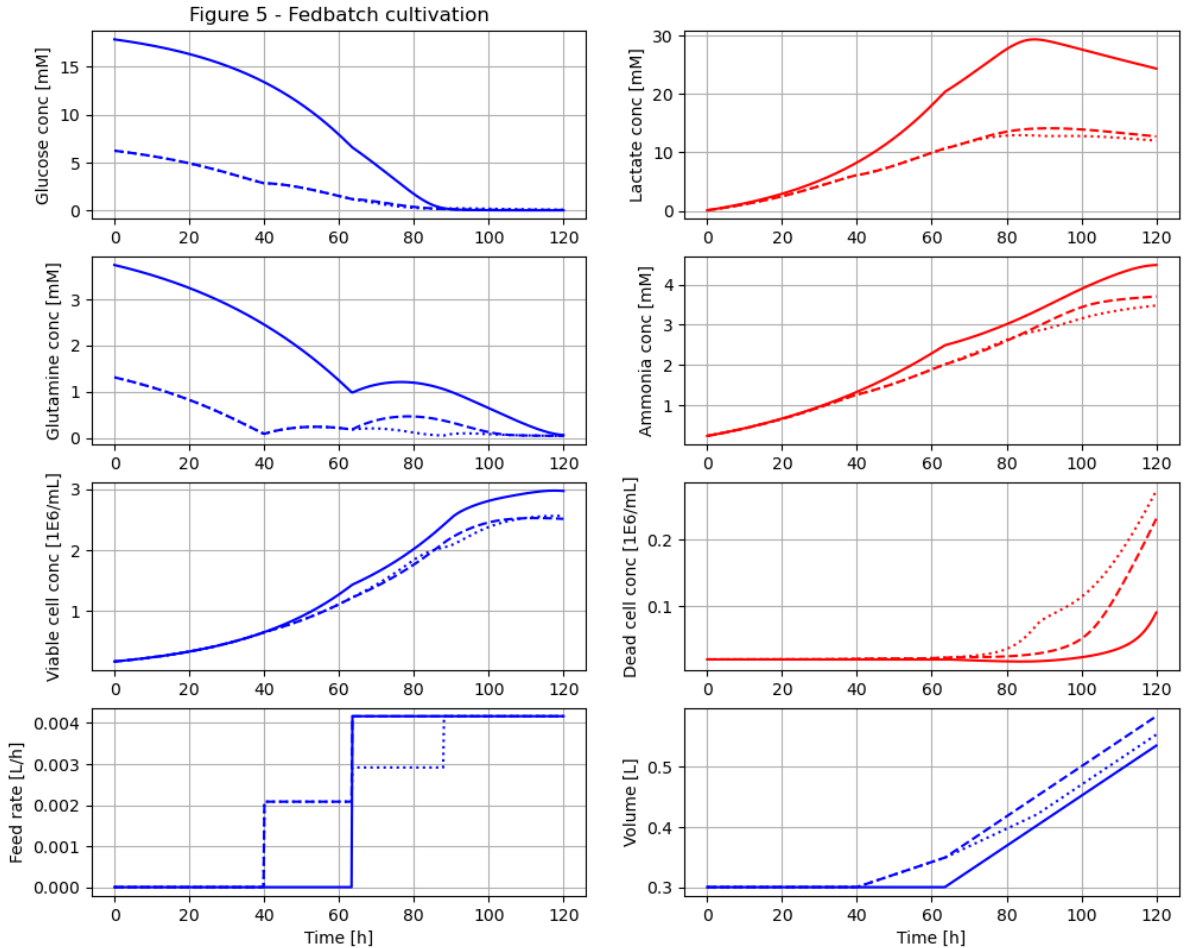 Figure 5 - Fedbatch cultivation
Glucose conc [mM]
15
10
5
0
0 20 40 60 80 100 120
Lactate conc [mM]
30
20
10
0
0 20 40 60 80 100 120
Glutamine conc [mM]
3
2
1
0
0 20 40 60 80 100 120
Ammonia conc [mM]
4
3
2
1
0 20 40 60 80 100 120
Viable cell conc [1E6/mL]
3
2
1
0 20 40 60 80 100 120
Dead cell conc [1E6/mL]
0.2
0.1
0 20 40 60 80 100 120
Feed rate [L/h]
0.004
0.003
0.002
0.001
0.000
0 20 40 60 80 100 120
Time [h]
Volume [L]
0.5
0.4
0.3
0 20 40 60 80 100 120
Time [h]